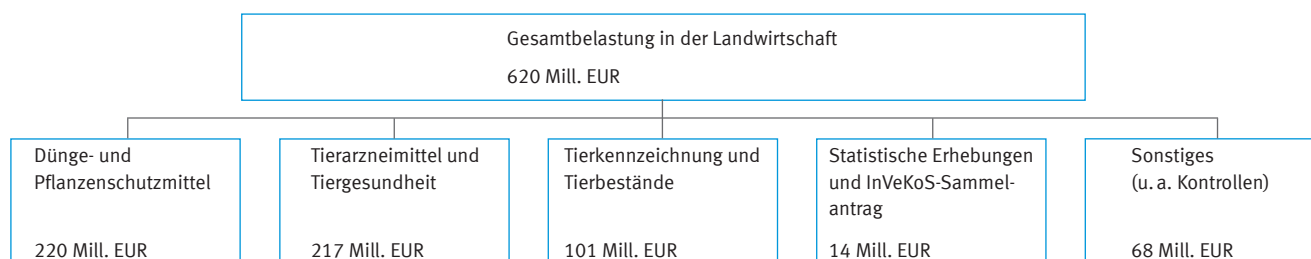 Gesamtbelastung in der Landwirtschaft
620 Mill. EUR
Dünge- und
Pflanzenschutzmittel
220 Mill. EUR
Tierarzneimittel und
Tiergesundheit
217 Mill. EUR
Tierkennzeichnung und
Tierbestände
101 Mill. EUR
Statistische Erhebungen
und InVeKoS-Sammel-
antrag
14 Mill. EUR
Sonstiges
(u. a. Kontrollen)
68 Mill. EUR